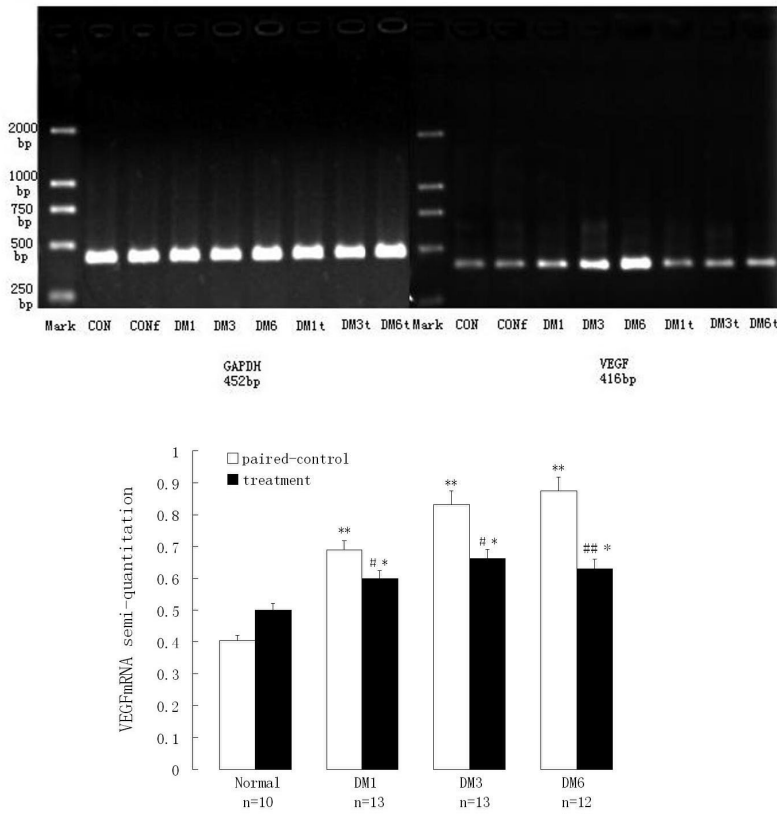 2000
bp
1000
bp
750
bp
500
bp
250
bp
Mark CON CONf DM1 DM3 DM6 DM1t DM3t DM6t Mark CON CONf DM1 DM3 DM6 DM1t DM3t DM6t
GAPDH
452bp
VEGF
416bp
VEGFmRNA semi-quantitation
1
0.9
0.8
0.7
0.6
0.5
0.4
0.3
0.2
0.1
0
paired-control
treatment
**
# *
**
# *
**
## *
Normal DM1 DM3 DM6
n=10 n=13 n=13 n=12